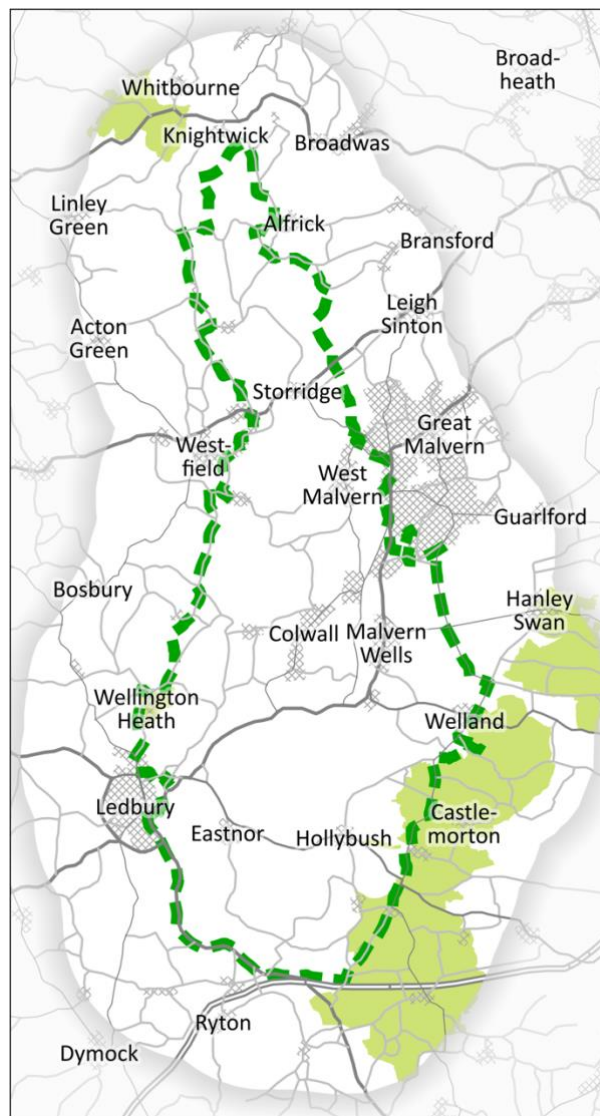 Broad-
heath
Whitbourne
Knightwick
Broadwas
Linley
Green
Alfrick
Bransford
Leigh
Sinton
Acton
Green
Storridge
Great
Malvern
West-
field
West
Malvern
Guarlford
Bosbury
Hanley
Swan
Colwall
Malvern
Wells
Wellington
Heath
Welland
Ledbury
Eastnor
Hollybush
Castle-
morton
Ryton
Dymock